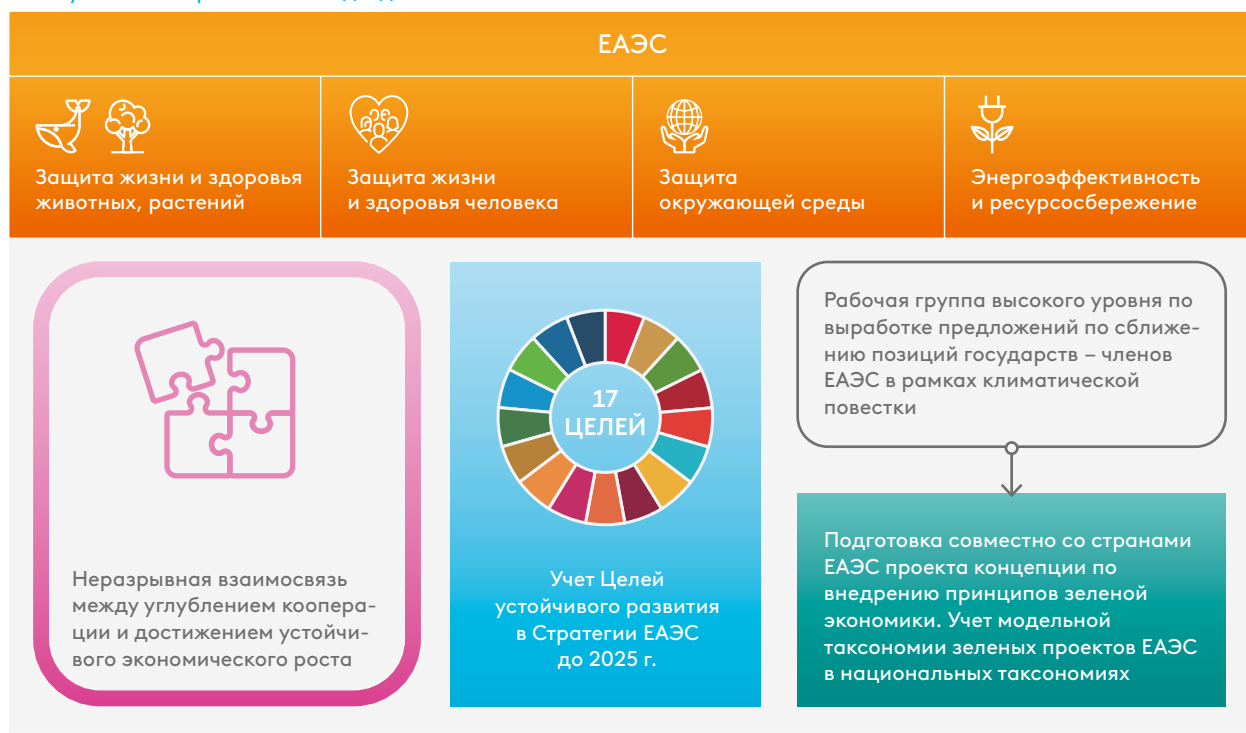 ЕАЭС
Защита жизни и здоровья
животных, растений
Защита жизни
и здоровья человека
Защита
окружающей среды
Энергоэффективность
и ресурсосбережение
Неразрывная взаимосвязь
между углублением коопера-
ции и достижением устойчи-
вого экономического роста
17
ЦЕЛЕЙ
Учет Целей
устойчивого развития
в Стратегии ЕАЭС
до 2025 г.
Рабочая группа высокого уровня по
выработке предложений по сближе-
нию позиций государств – членов
ЕАЭС в рамках климатической
повестки
Подготовка совместно со странами
ЕАЭС проекта концепции по
внедрению принципов зеленой
экономики. Учет модельной
таксономии зеленых проектов ЕАЭС
в национальных таксономиях